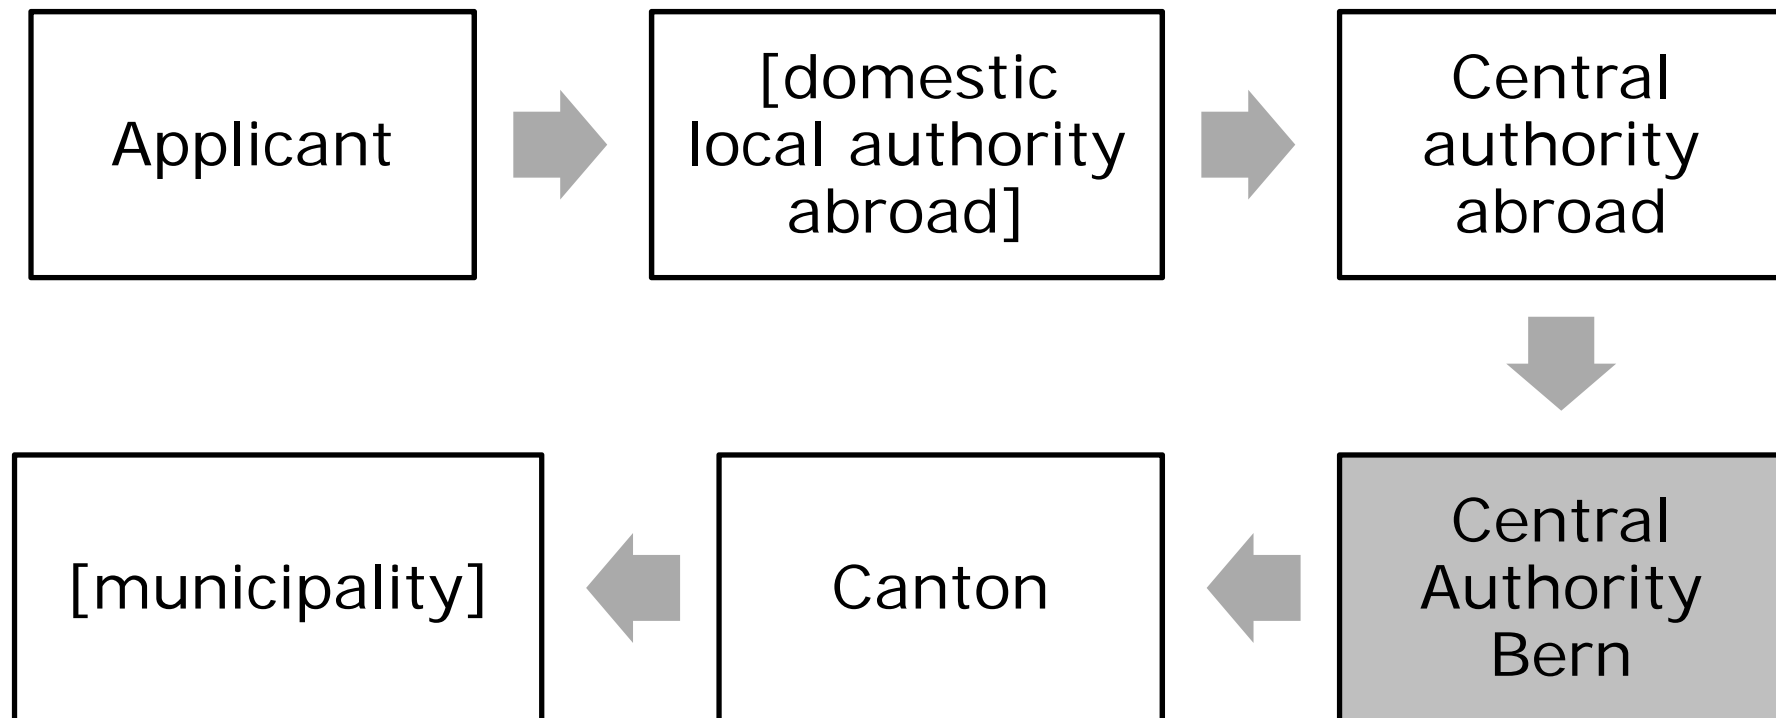 Applicant
[domestic
local authority
abroad]
Central
authority
abroad
[municipality]
Canton
Central
Authority
Bern